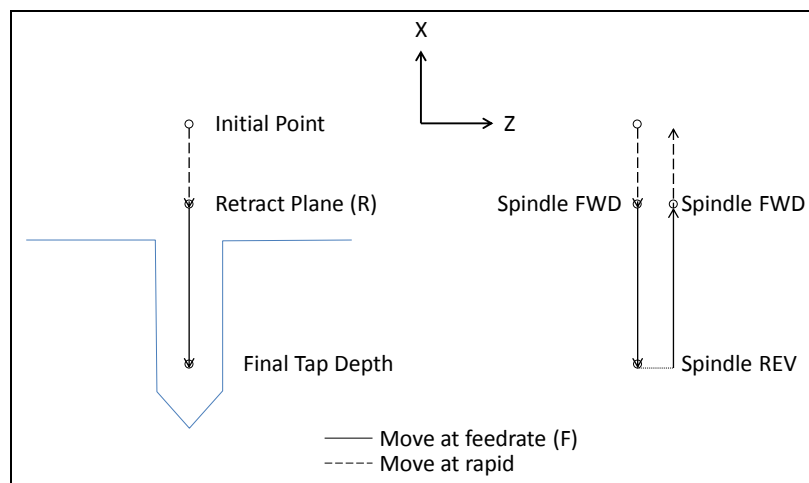 X
Z
Initial Point
Retract Plane (R)
Spindle FWD
Spindle FWD
Final Tap Depth
Spindle REV
Move at feedrate (F)
Move at rapid